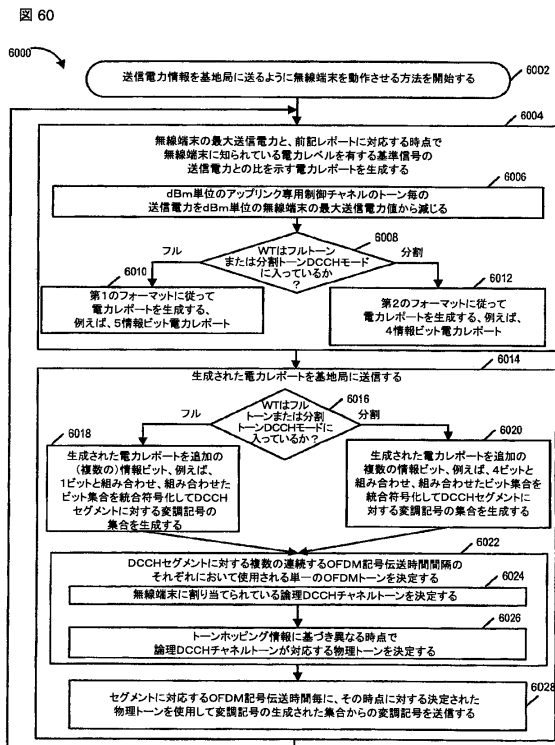 図 60
6000
送信電力情報を基地局に送るように無線端末を動作させる方法を開始する
6002
6004
無線端末の最大送信電力と、前記レポートに対応する時点で
無線端末に知られている電力レベルを有する基準信号の
送信電力との比を示す電力レポートを生成する
6006
dBm単位のアップリンク専用制御チャネルのトーン毎の
送信電力をdBm単位の無線端末の最大送信電力値から減じる
6008
フル
WTはフルトーン
または分割トーンDCCHモード
に入っているか
?
分割
6010
第1のフォーマットに従って
電力レポートを生成する、
例えば、5情報ビット電力レポート
6012
第2のフォーマットに従って
電力レポートを生成する、例えば、
4情報ビット電力レポート
6014
生成された電力レポートを基地局に送信する
6016
フル
WTはフル
トーンまたは分割
トーンDCCHモードに
入っているか?
分割
6018
生成された電力レポートを追加の
(複数の)情報ビット、例えば、
1ビットと組み合わせ、組み合わせた
ビット集合を統合符号化してDCCH
セグメントに対する変調記号の
集合を生成する
6020
生成された電力レポートを追加の
複数の情報ビット、例えば、4ビットと
組み合わせ、組み合わせたビット集合を
統合符号化してDCCHセグメントに
対する変調記号の集合を生成する
6022
DCCHセグメントに対する複数の連続するOFDM記号伝送時間間隔の
それぞれにおいて使用される単一のOFDMトーンを決定する
6024
無線端末に割り当てられている論理DCCHチャネルトーンを決定する
6026
トーンホッピング情報に基づき異なる時点で
論理DCCHチャネルトーンが対応する物理トーンを決定する
6028
セグメントに対応するOFDM記号伝送時間毎に、その時点に対する決定された
物理トーンを使用して変調記号の生成された集合からの変調記号を送信する